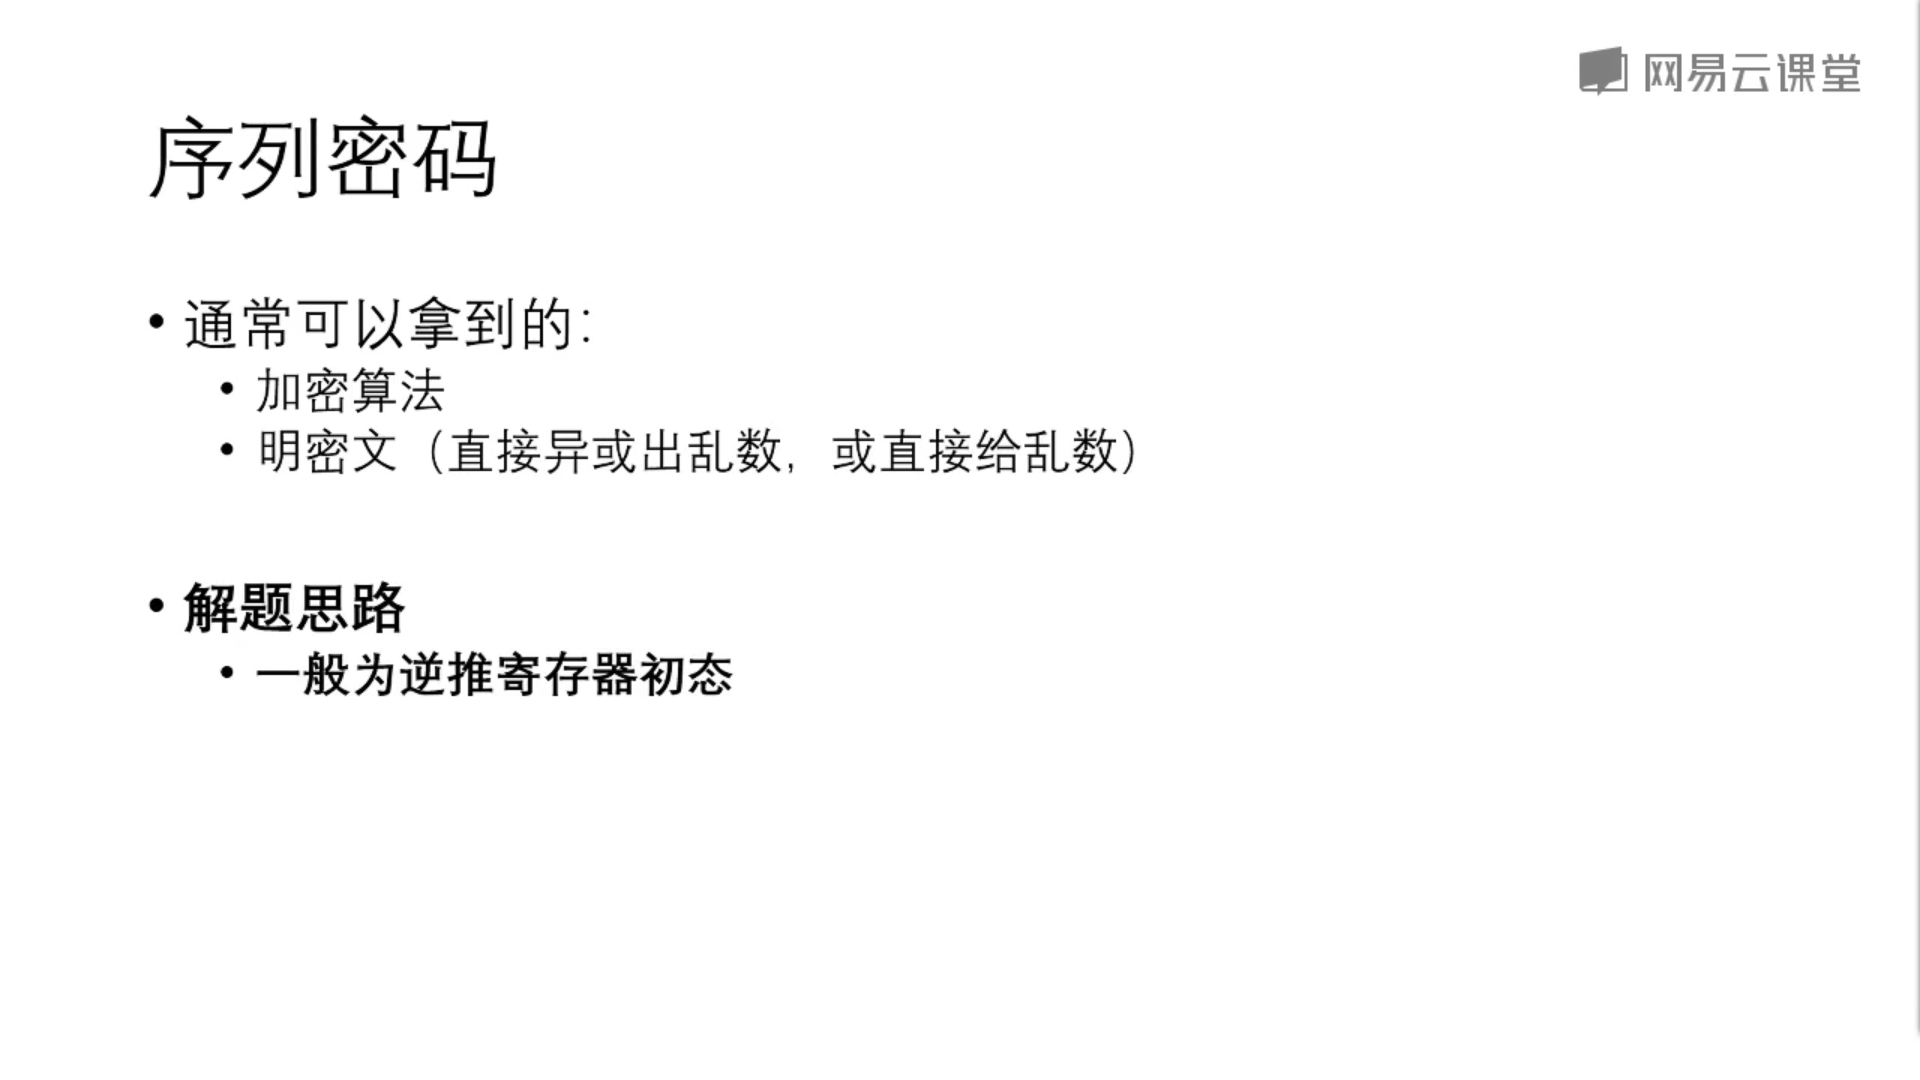 网易云课堂
序列密码
• 通常可以拿到的：
• 加密算法
• 明密文（直接异或出乱数，或直接给乱数）
• 解题思路
• 一般为逆推寄存器初态